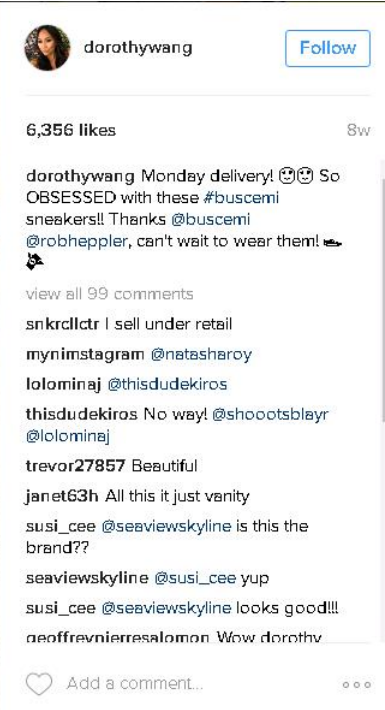 dorothywang
Follow
6,356 likes
8w
dorothywang Monday delivery! 😍😍 So
OBSESSED with these #buscemi
sneakers!! Thanks @buscemi
@robheppler, can't wait to wear them! 👟
view all 99 comments
snkrcllctr I sell under retail
mynimstagram @natasharoy
lolominaj @thisdudekiros
thisdudekiros No way! @shoootsblayr
@lolominaj
trevor27857 Beautiful
janet63h All this it just vanity
susi_cee @seaviewskyline is this the
brand??
seaviewskyline @susi_cee yup
susi_cee @seaviewskyline looks good!!!
geoffreypierresalomon Wow dorothy
Add a comment...